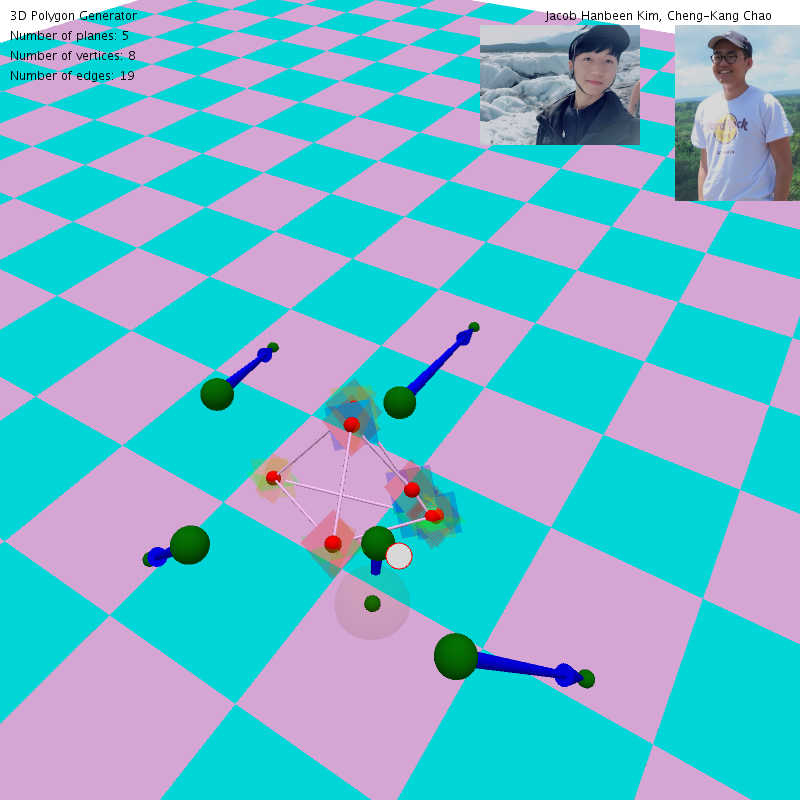 3D Polygon Generator
Jacob Hanbeen Kim, Cheng-Kang Chao
Number of planes: 5
Number of vertices: 8
Number of edges: 19